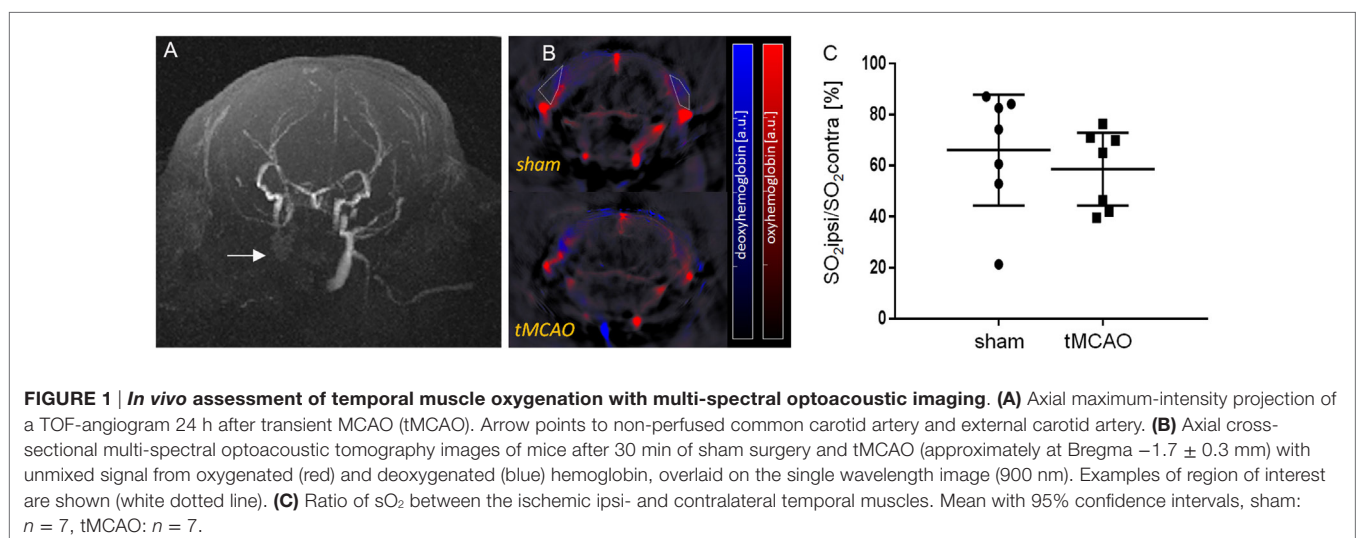 A
B
C
sham
tMCAO
deoxyhemoglobin [a.u.]
oxyhemoglobin [a.u.]
SO₂ipsi/SO₂contra [%]
100
80
60
40
20
0
sham
tMCAO
FIGURE 1 | In vivo assessment of temporal muscle oxygenation with multi-spectral optoacoustic imaging. (A) Axial maximum-intensity projection of
a TOF-angiogram 24 h after transient MCAO (tMCAO). Arrow points to non-perfused common carotid artery and external carotid artery. (B) Axial cross-
sectional multi-spectral optoacoustic tomography images of mice after 30 min of sham surgery and tMCAO (approximately at Bregma −1.7 ± 0.3 mm) with
unmixed signal from oxygenated (red) and deoxygenated (blue) hemoglobin, overlaid on the single wavelength image (900 nm). Examples of region of interest
are shown (white dotted line). (C) Ratio of sO₂ between the ischemic ipsi- and contralateral temporal muscles. Mean with 95% confidence intervals, sham:
n = 7, tMCAO: n = 7.